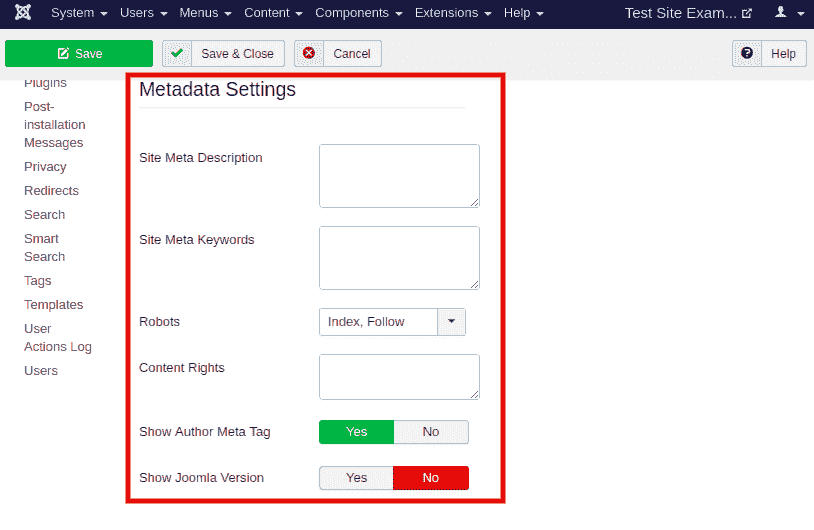 System Users Menus Content Components Extensions Help Test Site Exam...
Save Save & Close Cancel Help
Plugins
Post-
installation
Messages
Privacy
Redirects
Search
Smart
Search
Tags
Templates
User
Actions Log
Users
Metadata Settings
Site Meta Description
Site Meta Keywords
Robots Index, Follow
Content Rights
Show Author Meta Tag Yes No
Show Joomla Version Yes No